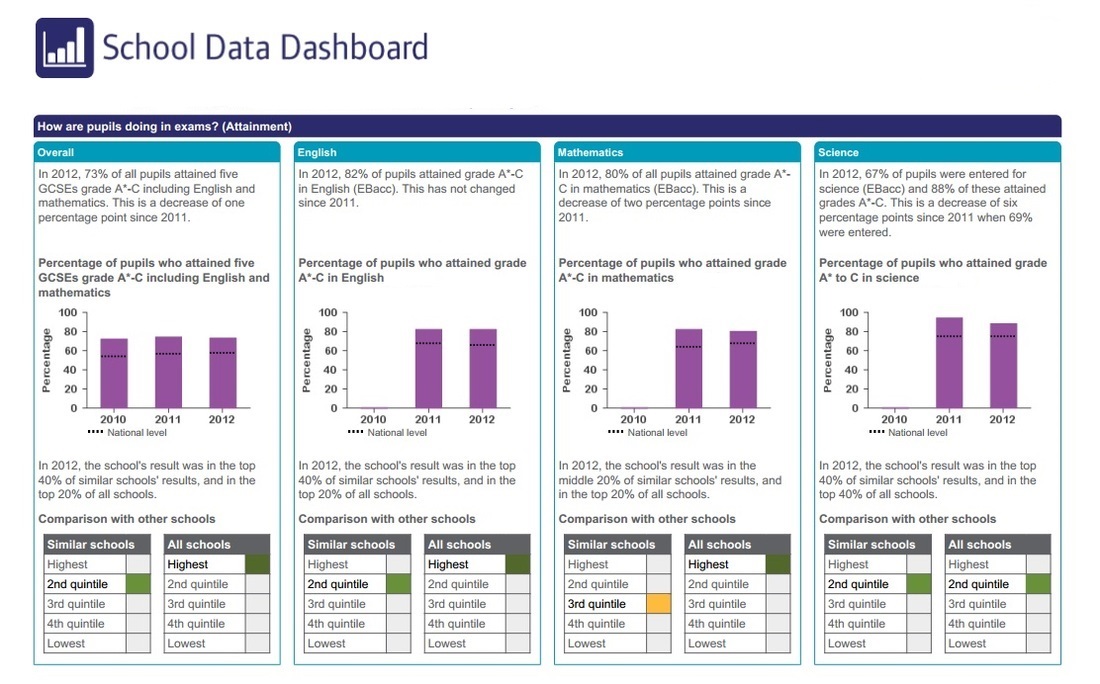 School Data Dashboard
How are pupils doing in exams? (Attainment)
Overall
In 2012, 73% of all pupils attained five
GCSEs grade A*-C including English and
mathematics. This is a decrease of one
percentage point since 2011.
Percentage of pupils who attained five
GCSEs grade A*-C including English and
mathematics
Percentage
100
80
60
40
20
0
2010 2011 2012
National level
In 2012, the school's result was in the top
40% of similar schools' results, and in the
top 20% of all schools.
Comparison with other schools
Similar schools All schools
Highest Highest
2nd quintile 2nd quintile
3rd quintile 3rd quintile
4th quintile 4th quintile
Lowest Lowest
English
In 2012, 82% of pupils attained grade A*-C
in English (EBacc). This has not changed
since 2011.
Percentage of pupils who attained grade
A*-C in English
Percentage
100
80
60
40
20
0
2010 2011 2012
National level
In 2012, the school's result was in the top
40% of similar schools' results, and in the
top 20% of all schools.
Comparison with other schools
Similar schools All schools
Highest Highest
2nd quintile 2nd quintile
3rd quintile 3rd quintile
4th quintile 4th quintile
Lowest Lowest
Mathematics
In 2012, 80% of all pupils attained grade A*-
C in mathematics (EBacc). This is a
decrease of two percentage points since
2011.
Percentage of pupils who attained grade
A*-C in mathematics
Percentage
100
80
60
40
20
0
2010 2011 2012
National level
In 2012, the school's result was in the
middle 20% of similar schools' results, and
in the top 20% of all schools.
Comparison with other schools
Similar schools All schools
Highest Highest
2nd quintile 2nd quintile
3rd quintile 3rd quintile
4th quintile 4th quintile
Lowest Lowest
Science
In 2012, 67% of pupils were entered for
science (EBacc) and 88% of these attained
grades A*-C. This is a decrease of six
percentage points since 2011 when 69%
were entered.
Percentage of pupils who attained grade
A* to C in science
Percentage
100
80
60
40
20
0
2010 2011 2012
National level
In 2012, the school's result was in the top
40% of similar schools' results, and in the
top 40% of all schools.
Comparison with other schools
Similar schools All schools
Highest Highest
2nd quintile 2nd quintile
3rd quintile 3rd quintile
4th quintile 4th quintile
Lowest Lowest